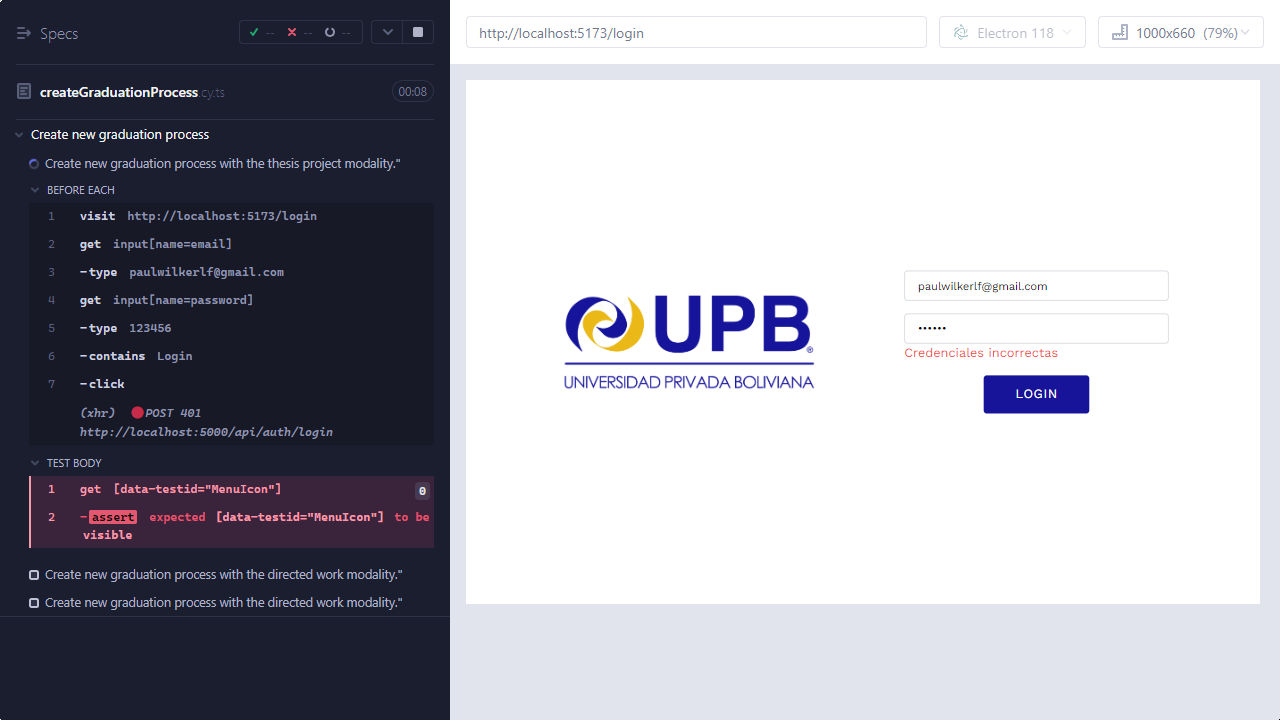 Specs
-- -- --
createGraduationProcess.cy.ts
00:08
Create new graduation process
Create new graduation process with the thesis project modality."
BEFORE EACH
1 visit http://localhost:5173/login
2 get input[name=email]
3 -type paulwilkerlf@gmail.com
4 get input[name=password]
5 -type 123456
6 -contains Login
7 -click
(xhr) POST 401
http://localhost:5000/api/auth/login
TEST BODY
1 get [data-testid="MenuIcon"] 0
2 -assert expected [data-testid="MenuIcon"] to be
visible
Create new graduation process with the directed work modality."
Create new graduation process with the directed work modality."
http://localhost:5173/login
Electron 118
1000x660 (79%)
UPB®
UNIVERSIDAD PRIVADA BOLIVIANA
paulwilkerlf@gmail.com
••••••
Credenciales incorrectas
LOGIN